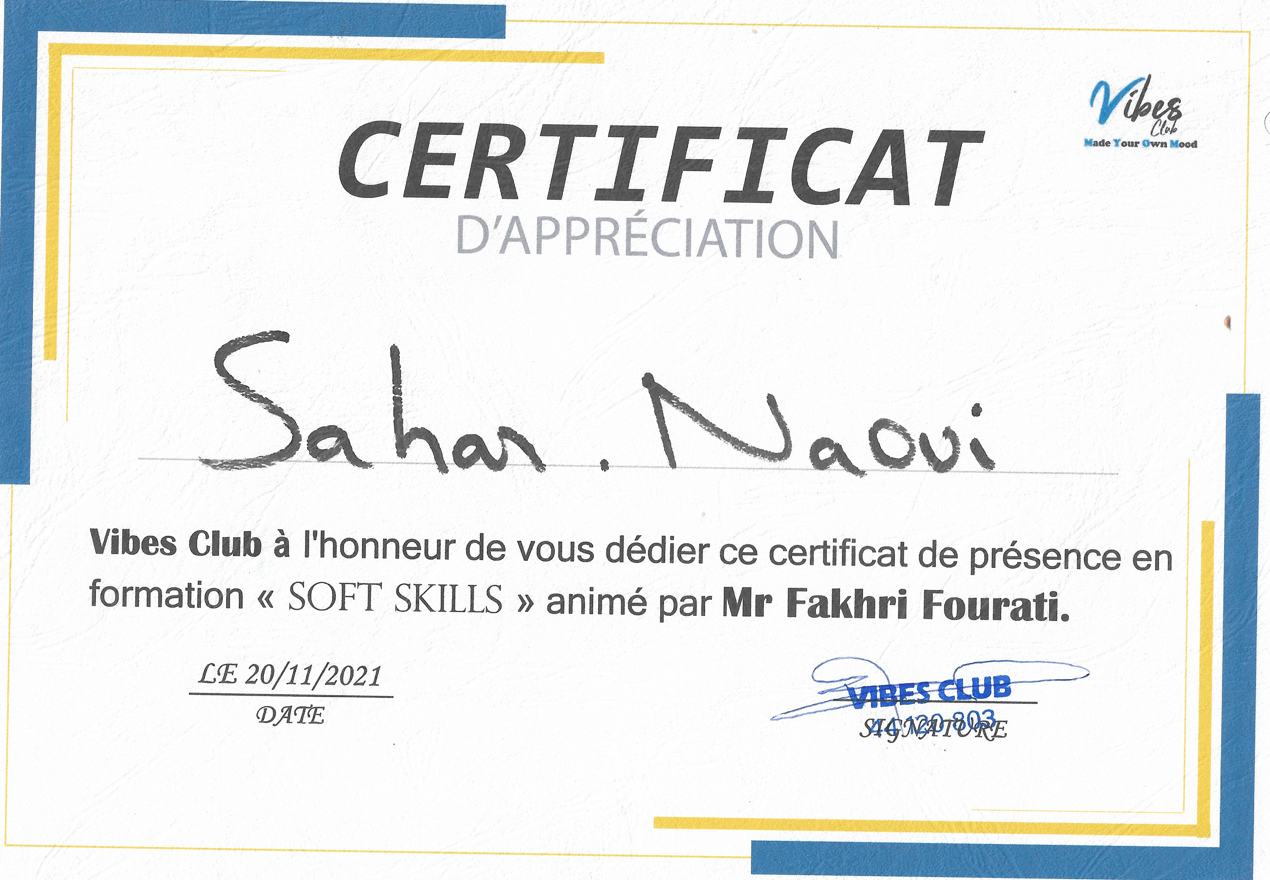 Vibes
Club
Made Your Own Mood
CERTIFICAT
D'APPRÉCIATION
Sahar. Naoui
Vibes Club à l'honneur de vous dédier ce certificat de présence en
formation « SOFT SKILLS » animé par Mr Fakhri Fourati.
LE 20/11/2021
DATE
VIBES CLUB
44 120 803
SIGNATURE